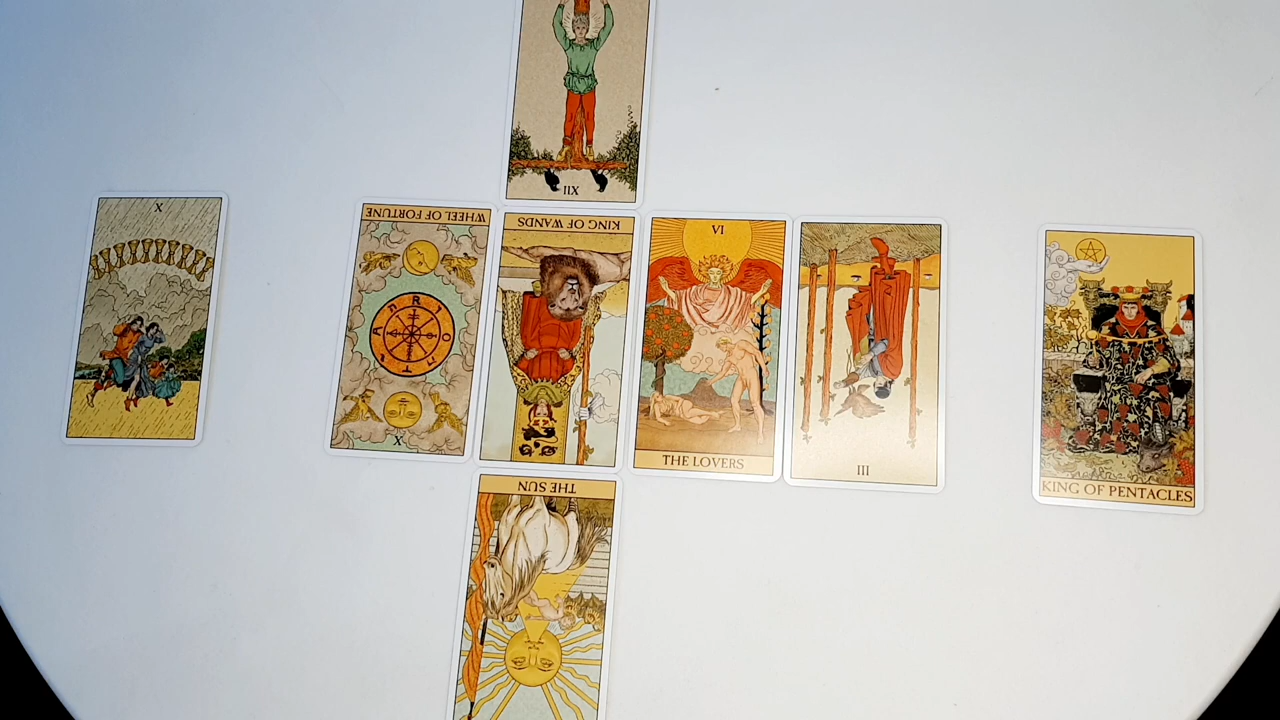 XII
X
WHEEL OF FORTUNE
X
KING OF WANDS
VI
THE LOVERS
III
KING OF PENTACLES
THE SUN